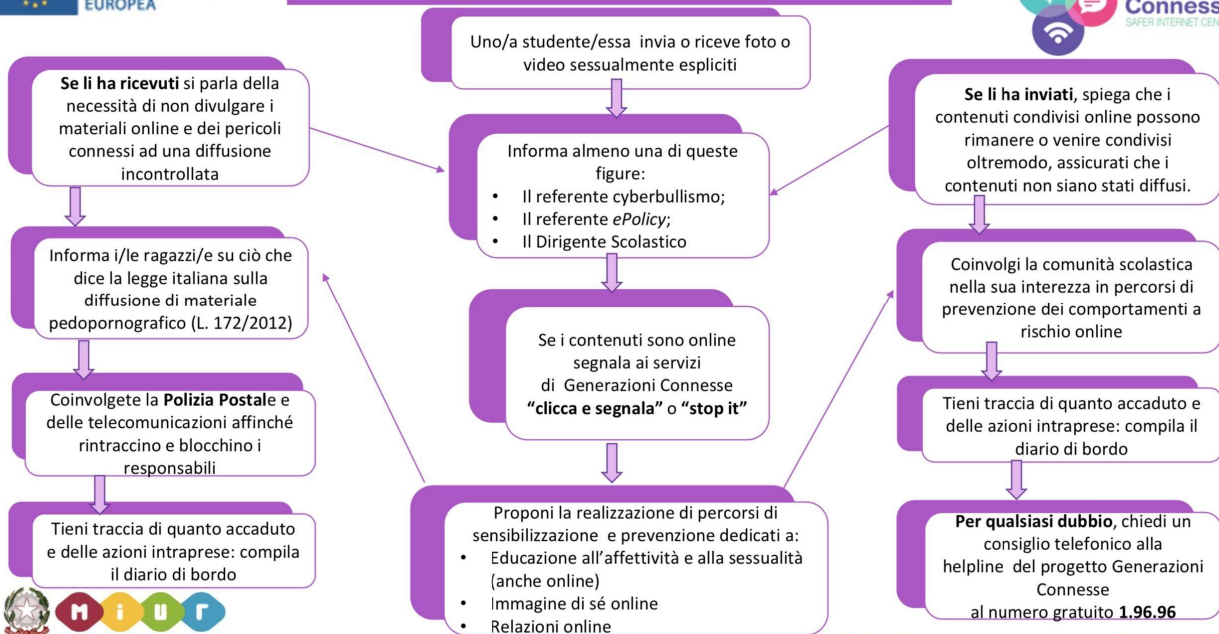 EUROPEA
Conness
SAFER INTERNET CEN
Uno/a studente/essa invia o riceve foto o
video sessualmente espliciti
Se li ha ricevuti si parla della
necessità di non divulgare i
materiali online e dei pericoli
connessi ad una diffusione
incontrollata
Informa almeno una di queste
figure:
• Il referente cyberbullismo;
• Il referente ePolicy;
• Il Dirigente Scolastico
Se li ha inviati, spiega che i
contenuti condivisi online possono
rimanere o venire condivisi
oltremodo, assicurati che i
contenuti non siano stati diffusi.
Informa i/le ragazzi/e su ciò che
dice la legge italiana sulla
diffusione di materiale
pedopornografico (L. 172/2012)
Se i contenuti sono online
segnala ai servizi
di Generazioni Connesse
“clicca e segnala” o “stop it”
Coinvolgi la comunità scolastica
nella sua interezza in percorsi di
prevenzione dei comportamenti a
rischio online
Coinvolgete la Polizia Postale e
delle telecomunicazioni affinché
rintraccino e blocchino i
responsabili
Tieni traccia di quanto accaduto e
delle azioni intraprese: compila il
diario di bordo
Tieni traccia di quanto accaduto
e delle azioni intraprese: compila
il diario di bordo
Proponi la realizzazione di percorsi di
sensibilizzazione e prevenzione dedicati a:
• Educazione all’affettività e alla sessualità
(anche online)
• Immagine di sé online
• Relazioni online
Per qualsiasi dubbio, chiedi un
consiglio telefonico alla
helpline del progetto Generazioni
Connesse
al numero gratuito 1.96.96
miur